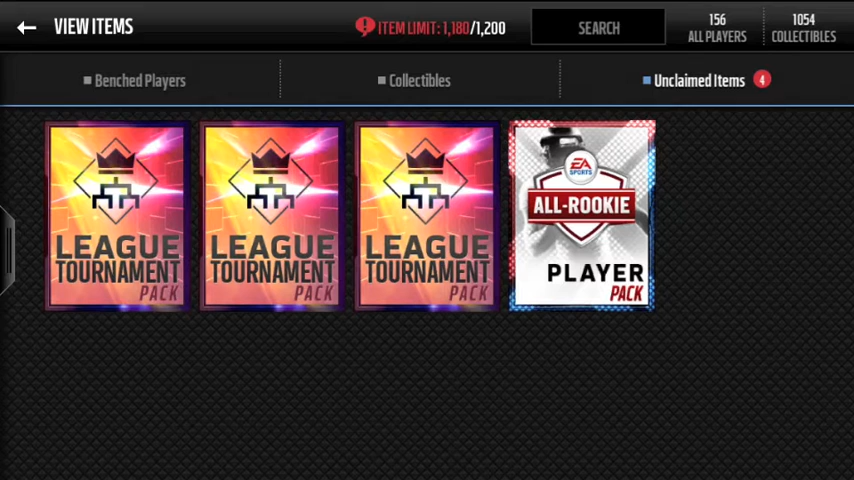 VIEW ITEMS
ITEM LIMIT: 1,180/1,200
SEARCH
156
ALL PLAYERS
1054
COLLECTIBLES
Benched Players
Collectibles
Unclaimed Items 4
LEAGUE
TOURNAMENT
PACK
LEAGUE
TOURNAMENT
PACK
LEAGUE
TOURNAMENT
PACK
EA
SPORTS
ALL-ROOKIE
PLAYER
PACK